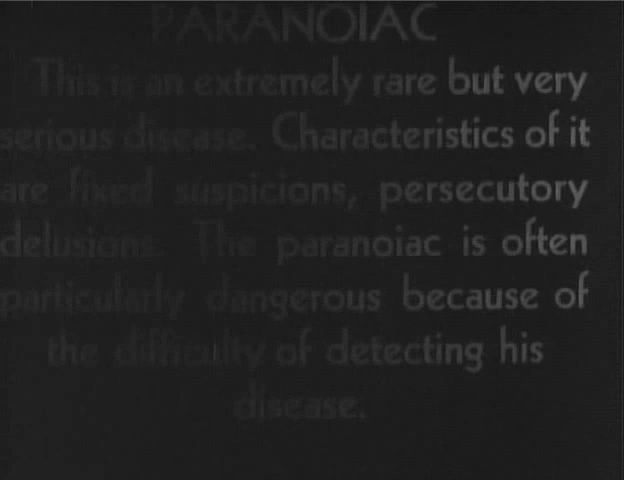 PARANOIAC
This is an extremely rare but very
serious disease. Characteristics of it
are fixed suspicions, persecutory
delusions. The paranoiac is often
particularly dangerous because of
the difficulty of detecting his
disease.